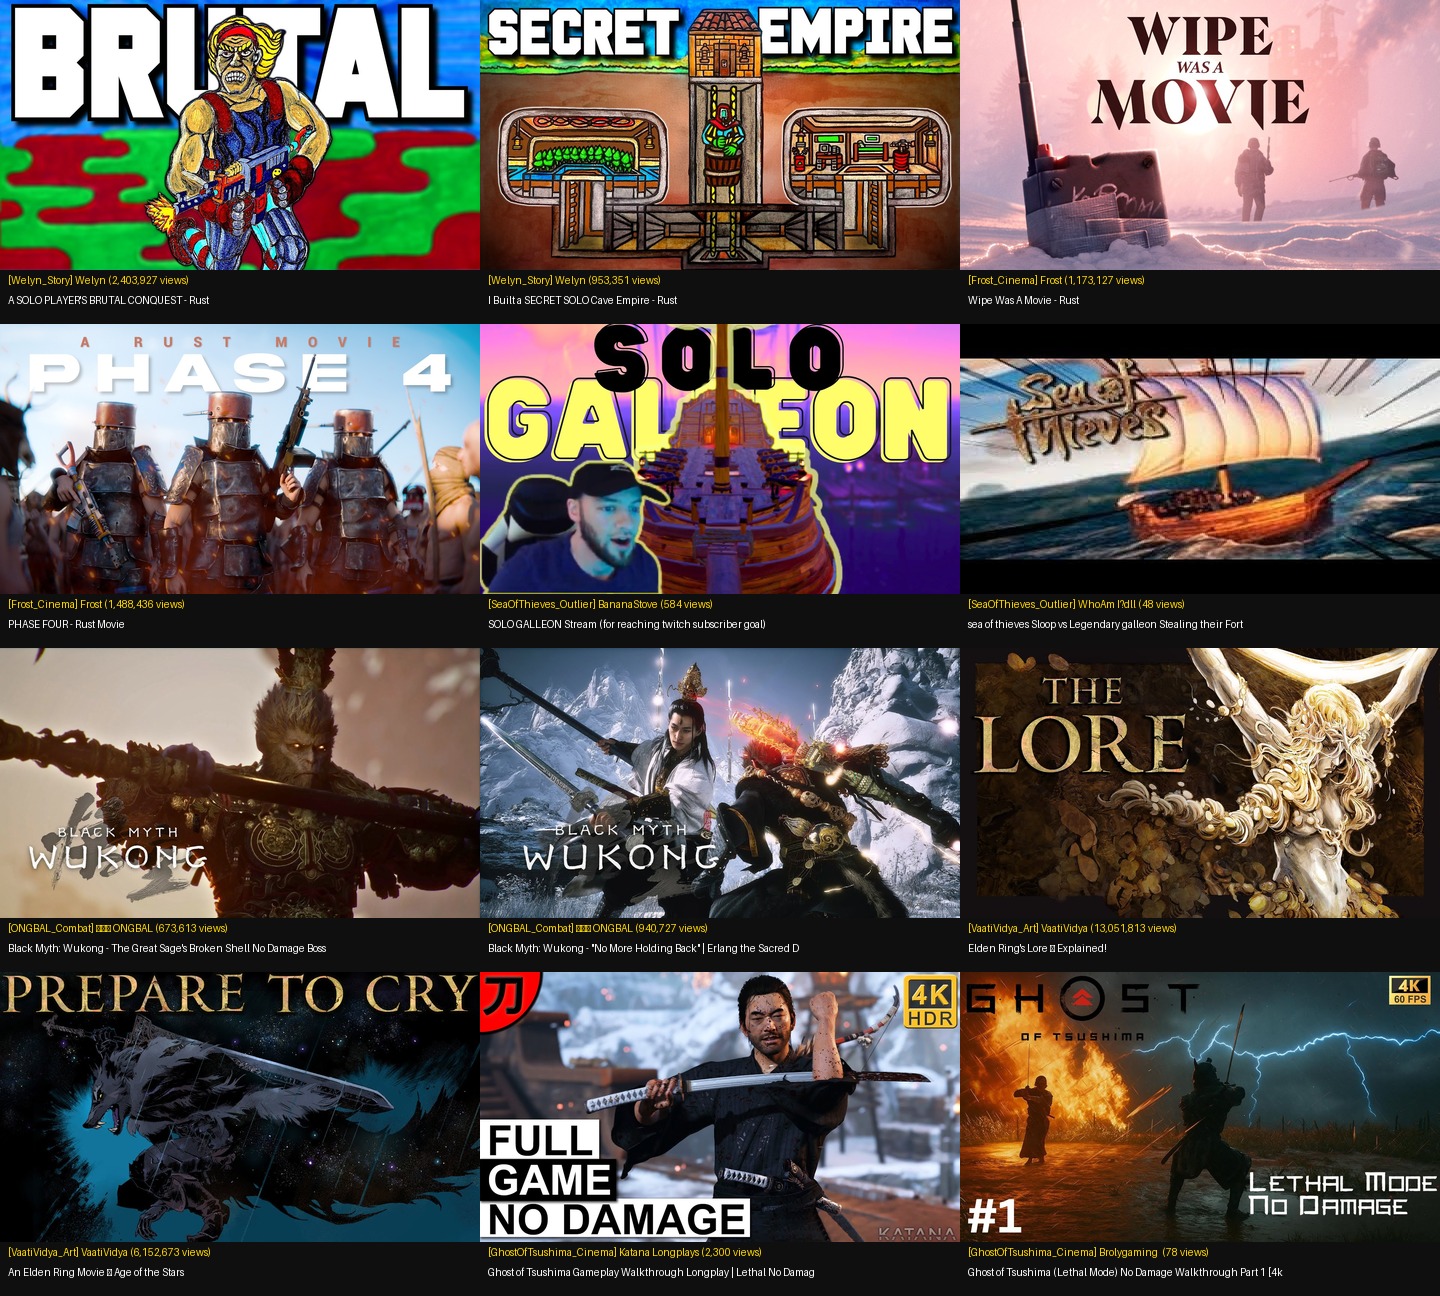 BRUTAL
SECRET EMPIRE
WIPE
WAS A
MOVIE
[Welyn_Story] Welyn (2,403,927 views)
A SOLO PLAYER'S BRUTAL CONQUEST - Rust
[Welyn_Story] Welyn (953,351 views)
I Built a SECRET SOLO Cave Empire - Rust
[Frost_Cinema] Frost (1,173,127 views)
Wipe Was A Movie - Rust
A RUST MOVIE
PHASE 4
SOLO
GALLEON
Sea of
Thieves
[Frost_Cinema] Frost (1,488,436 views)
PHASE FOUR - Rust Movie
[SeaOfThieves_Outlier] BananaStove (584 views)
SOLO GALLEON Stream (for reaching twitch subscriber goal)
[SeaOfThieves_Outlier] WhoAm I?dll (48 views)
sea of thieves Sloop vs Legendary galleon Stealing their Fort
BLACK MYTH
WUKONG
BLACK MYTH
WUKONG
THE
LORE
[ONGBAL_Combat] ONGBAL (673,613 views)
Black Myth: Wukong - The Great Sage's Broken Shell No Damage Boss
[ONGBAL_Combat] ONGBAL (940,727 views)
Black Myth: Wukong - "No More Holding Back" | Erlang the Sacred D
[VaatiVidya_Art] VaatiVidya (13,051,813 views)
Elden Ring's Lore Explained!
PREPARE TO CRY
刀
4K
HDR
FULL
GAME
NO DAMAGE
KATANA
GHOST
OF TSUSHIMA
4K
60 FPS
#1
LETHAL MODE
NO DAMAGE
[VaatiVidya_Art] VaatiVidya (6,152,673 views)
An Elden Ring Movie Age of the Stars
[GhostOfTsushima_Cinema] Katana Longplays (2,300 views)
Ghost of Tsushima Gameplay Walkthrough Longplay | Lethal No Damag
[GhostOfTsushima_Cinema] Brolygaming (78 views)
Ghost of Tsushima (Lethal Mode) No Damage Walkthrough Part 1 [4k